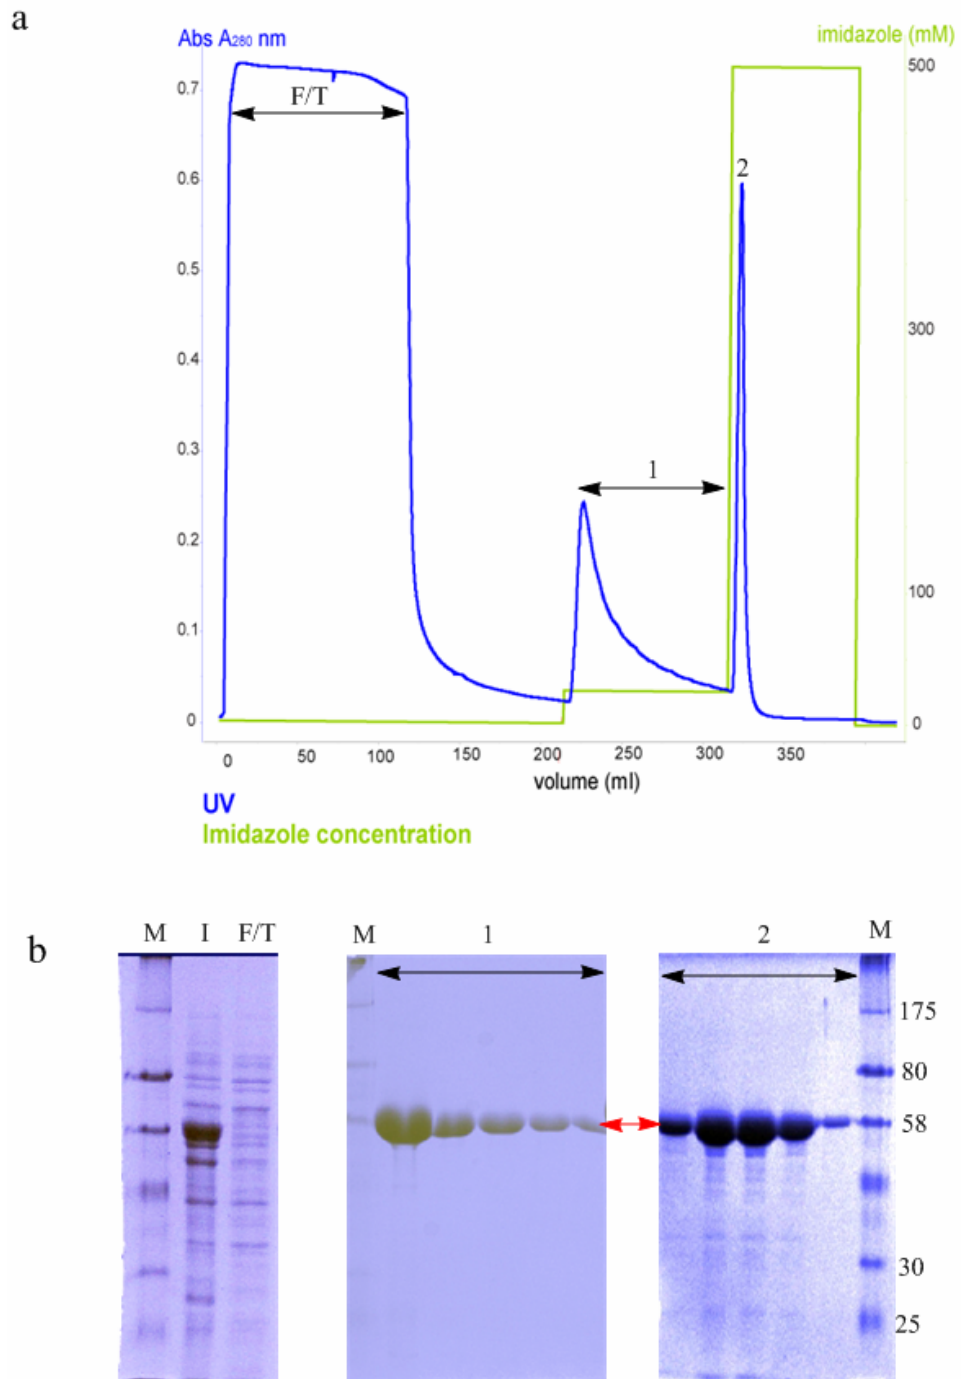 a
Abs A280 nm
imidazole (mM)
0.7
0.6
0.5
0.4
0.3
0.2
0.1
0
F/T
1
2
500
300
100
0
0 50 100 150 200 250 300 350
volume (ml)
UV
Imidazole concentration
b
M I F/T
M 1
2 M
175
80
58
30
25